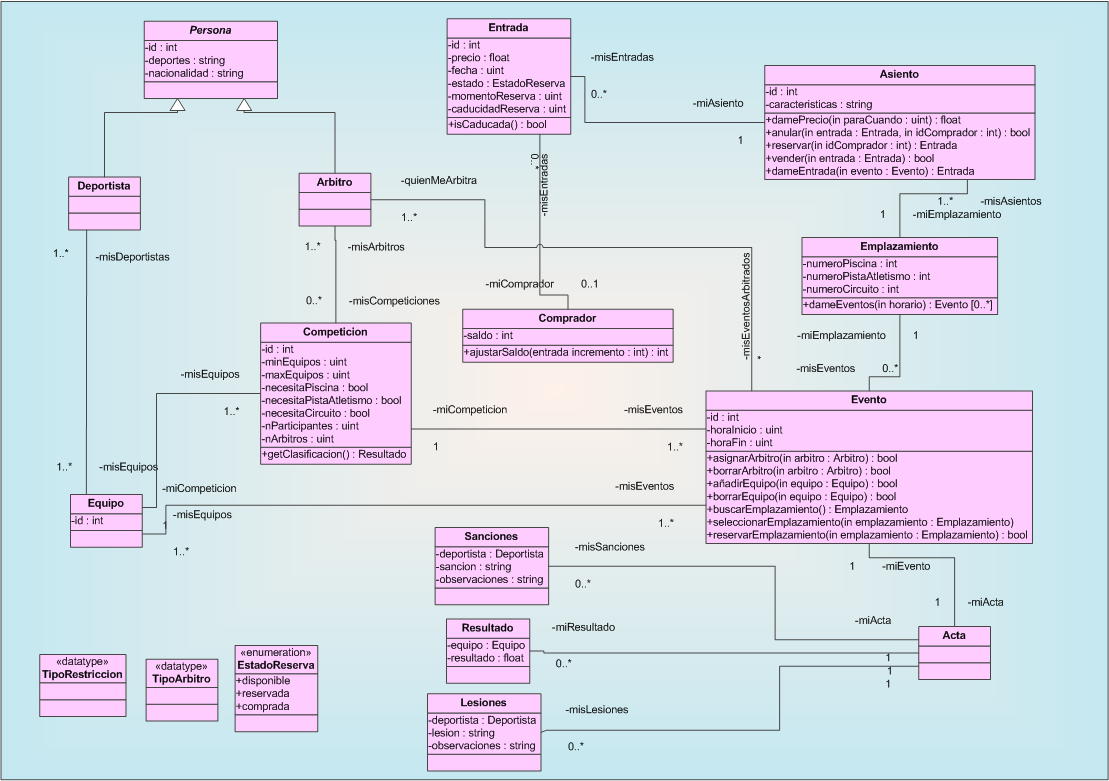 Persona
-id : int
-deportes : string
-nacionalidad : string
Entrada
-id : int
-precio : float
-fecha : uint
-estado : EstadoReserva
-momentoReserva : uint
-caducidadReserva : uint
+isCaducada() : bool
-misEntradas
0..*
-miAsiento
1
Asiento
-id : int
-caracteristicas : string
+damePrecio(in paraCuando : uint) : float
+anular(in entrada : Entrada, in idComprador : int) : bool
+reservar(in idComprador : int) : Entrada
+vender(in entrada : Entrada) : bool
+dameEntrada(in evento : Evento) : Entrada
Deportista
Arbitro
-quienMeArbitra
1..*
0..*
-misEntradas
1..*
-misAsientos
1
-miEmplazamiento
1..*
-misDeportistas
1..*
-misArbitros
Emplazamiento
-numeroPiscina : int
-numeroPistaAtletismo : int
-numeroCircuito : int
+dameEventos(in horario) : Evento [0..*]
-miComprador
0..1
-misEventosArbitrados
*
0..*
-misCompeticiones
Comprador
-saldo : int
+ajustarSaldo(entrada incremento : int) : int
Competicion
-id : int
-minEquipos : uint
-maxEquipos : uint
-necesitaPiscina : bool
-necesitaPistaAtletismo : bool
-necesitaCircuito : bool
-nParticipantes : uint
-nArbitros : uint
+getClasificacion() : Resultado
-miEmplazamiento
1
-misEventos
0..*
-misEquipos
1..*
-miCompeticion
1
-misEventos
1..*
Evento
-id : int
-horaInicio : uint
-horaFin : uint
+asignarArbitro(in arbitro : Arbitro) : bool
+borrarArbitro(in arbitro : Arbitro) : bool
+añadirEquipo(in equipo : Equipo) : bool
+borrarEquipo(in equipo : Equipo) : bool
+buscarEmplazamiento() : Emplazamiento
+seleccionarEmplazamiento(in emplazamiento : Emplazamiento)
+reservarEmplazamiento(in emplazamiento : Emplazamiento) : bool
1..*
-misEquipos
-miCompeticion
1
Equipo
-id : int
-misEquipos
1..*
-misEventos
1..*
Sanciones
-deportista : Deportista
-sancion : string
-observaciones : string
-misSanciones
0..*
1
-miEvento
1
-miActa
-miActa
Resultado
-equipo : Equipo
-resultado : float
-miResultado
0..*
Acta
1
1
1
«datatype»
TipoRestriccion
«datatype»
TipoArbitro
«enumeration»
EstadoReserva
+disponible
+reservada
+comprada
Lesiones
-deportista : Deportista
-lesion : string
-observaciones : string
-misLesiones
0..*